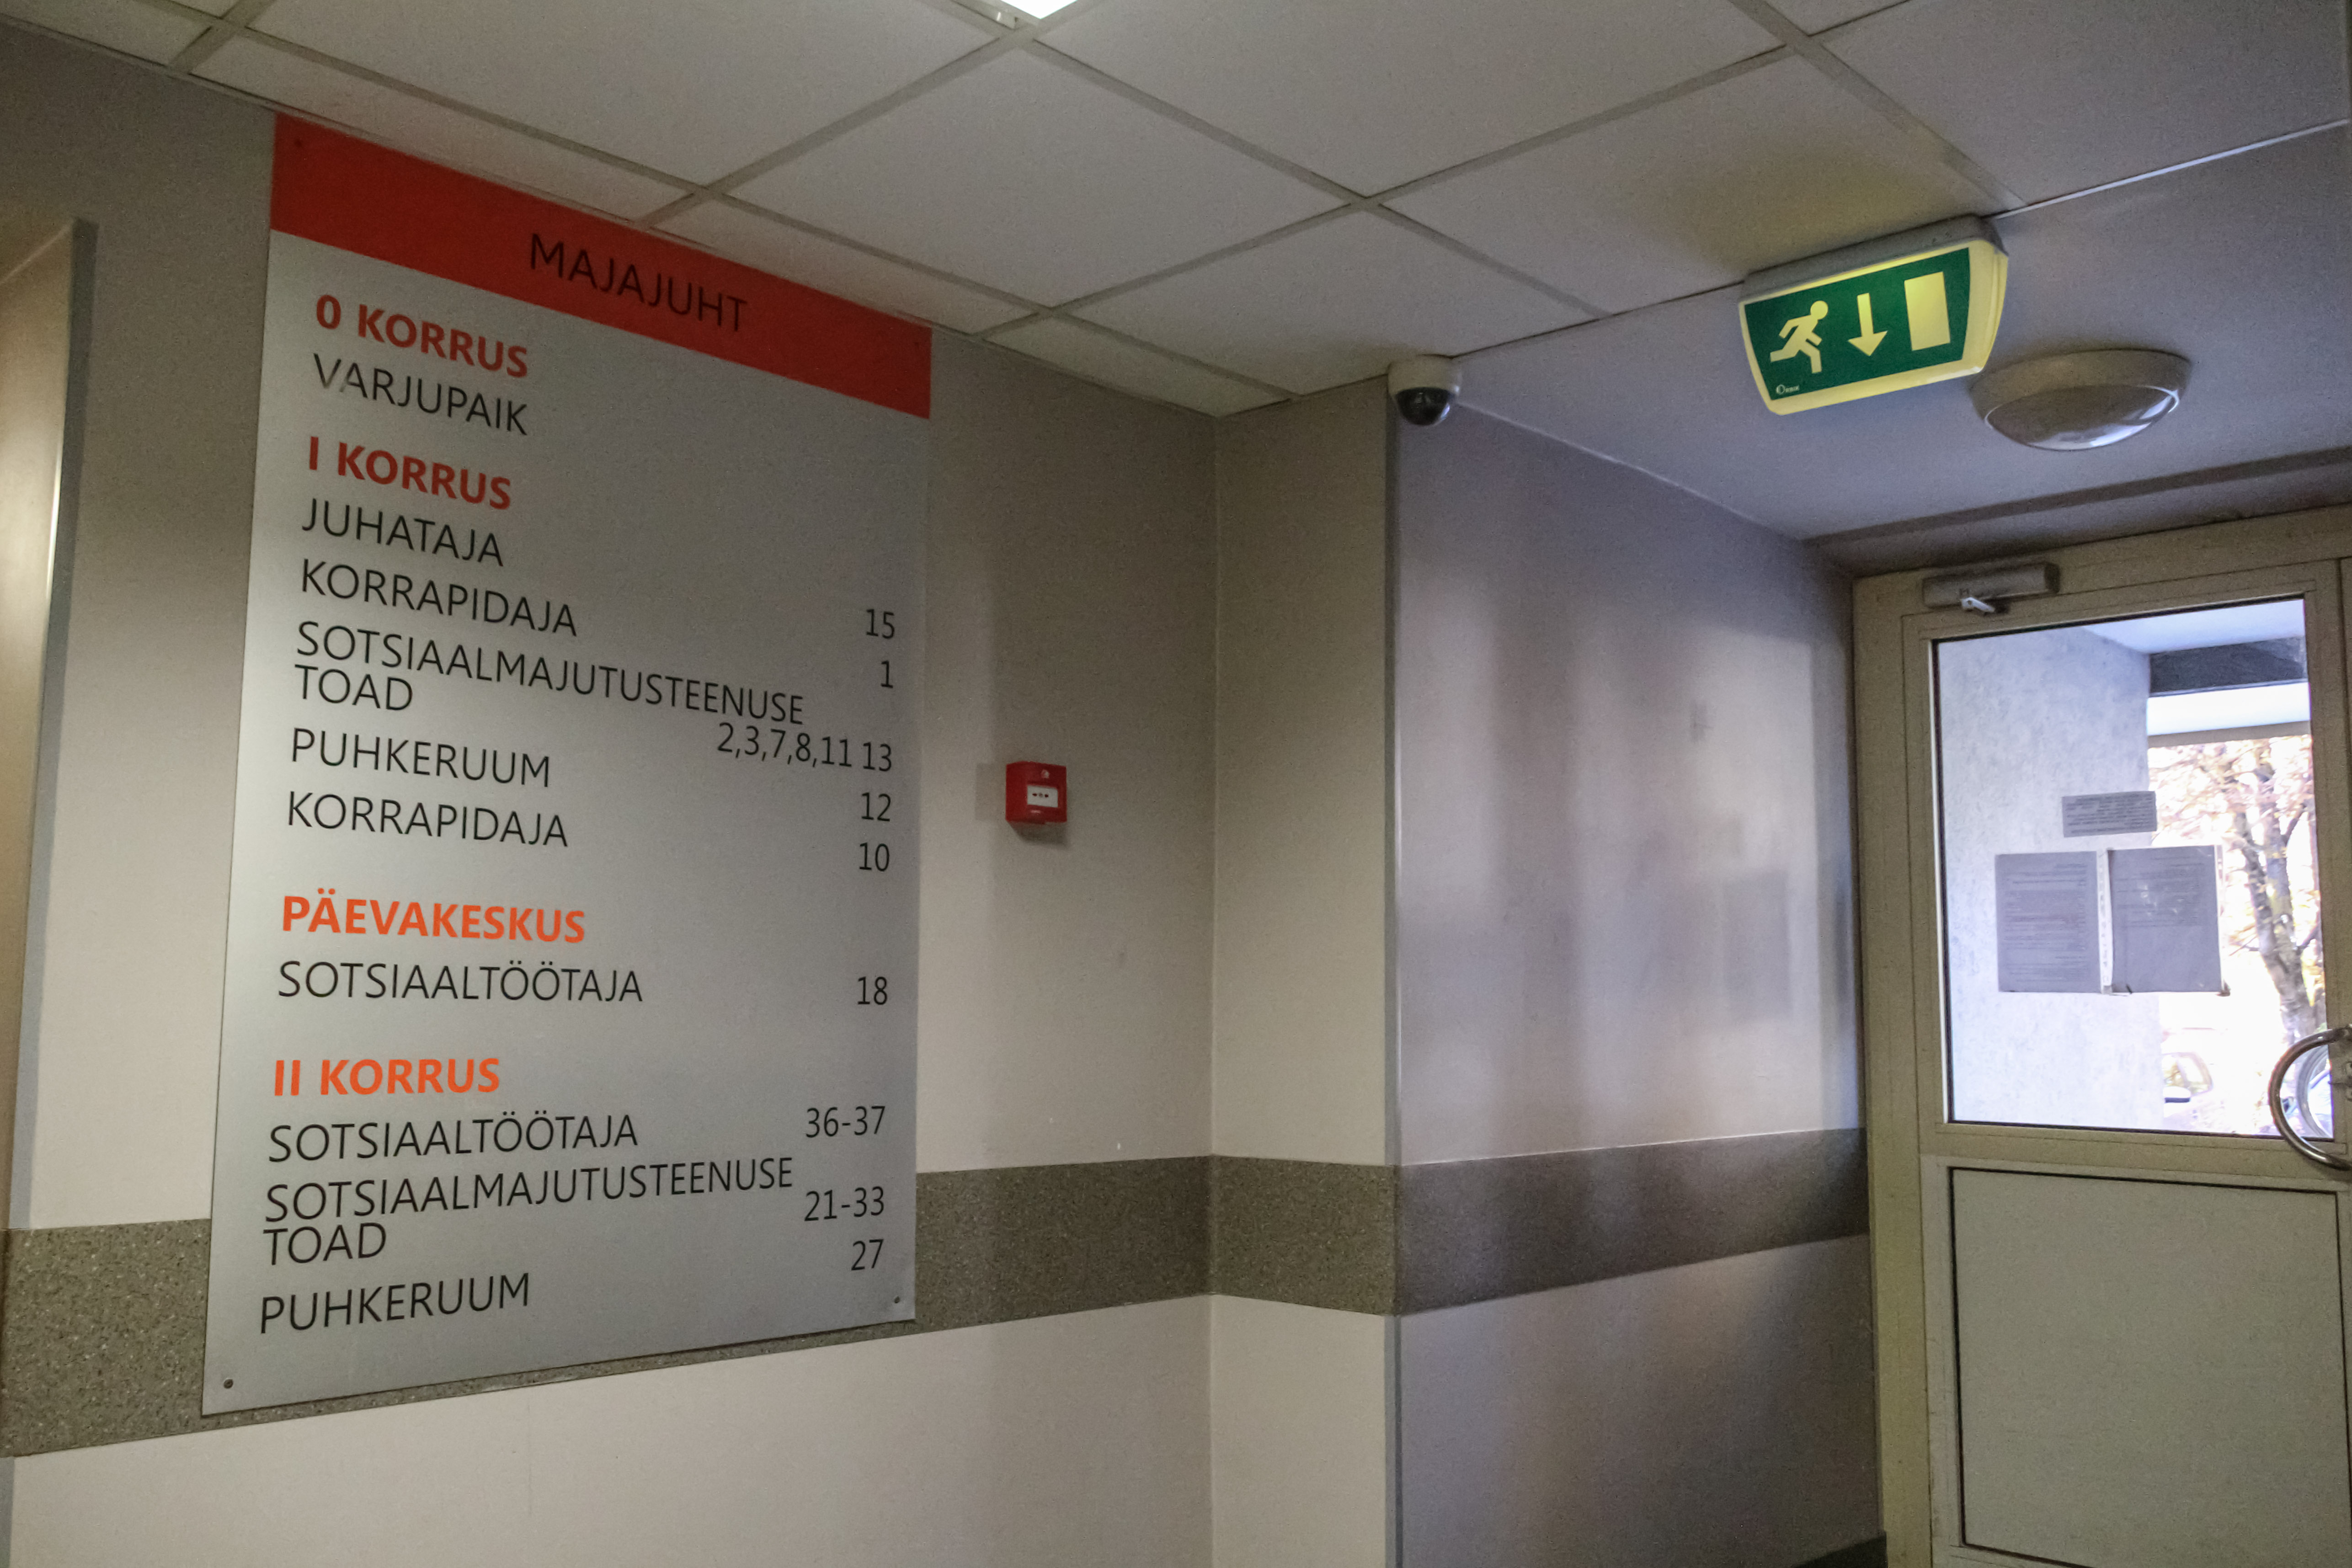 MAJAJUHT
0 KORRUS
VARJUPAIK
I KORRUS
JUHATAJA 15
KORRAPIDAJA 1
SOTSIAALMAJUTUSTEENUSE
TOAD 2,3,7,8,11 13
PUHKERUUM 12
KORRAPIDAJA 10
PÄEVAKESKUS
SOTSIAALTÖÖTAJA 18
II KORRUS
SOTSIAALTÖÖTAJA 36-37
SOTSIAALMAJUTUSTEENUSE
TOAD 21-33
PUHKERUUM 27